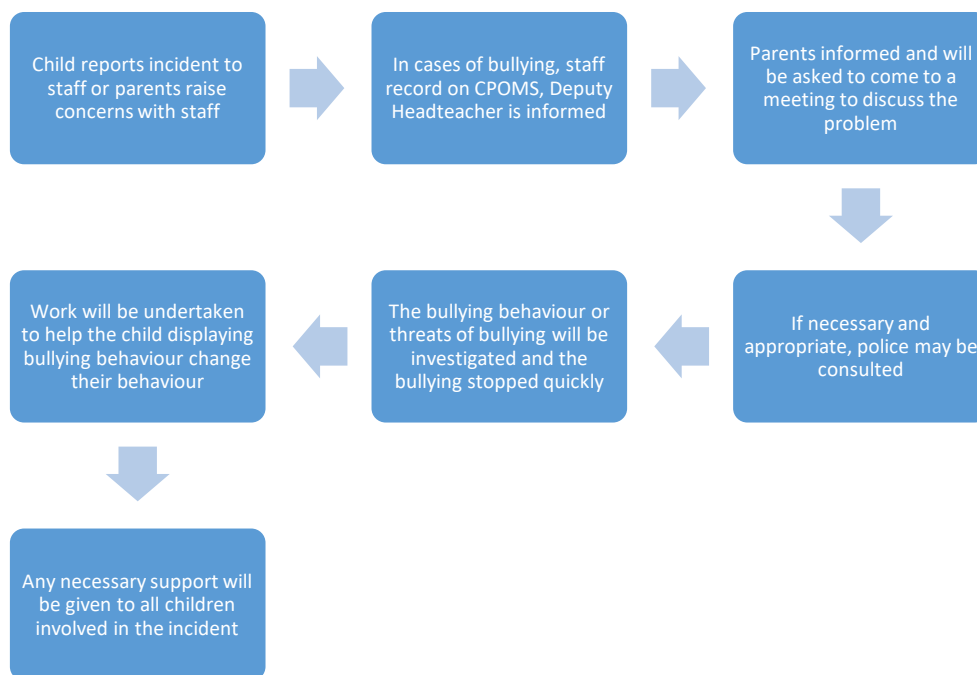 Child reports incident to
staff or parents raise
concerns with staff
In cases of bullying, staff
record on CPOMS, Deputy
Headteacher is informed
Parents informed and will
be asked to come to a
meeting to discuss the
problem
If necessary and
appropriate, police may be
consulted
The bullying behaviour or
threats of bullying will be
investigated and the
bullying stopped quickly
Work will be undertaken
to help the child displaying
bullying behaviour change
their behaviour
Any necessary support will
be given to all children
involved in the incident